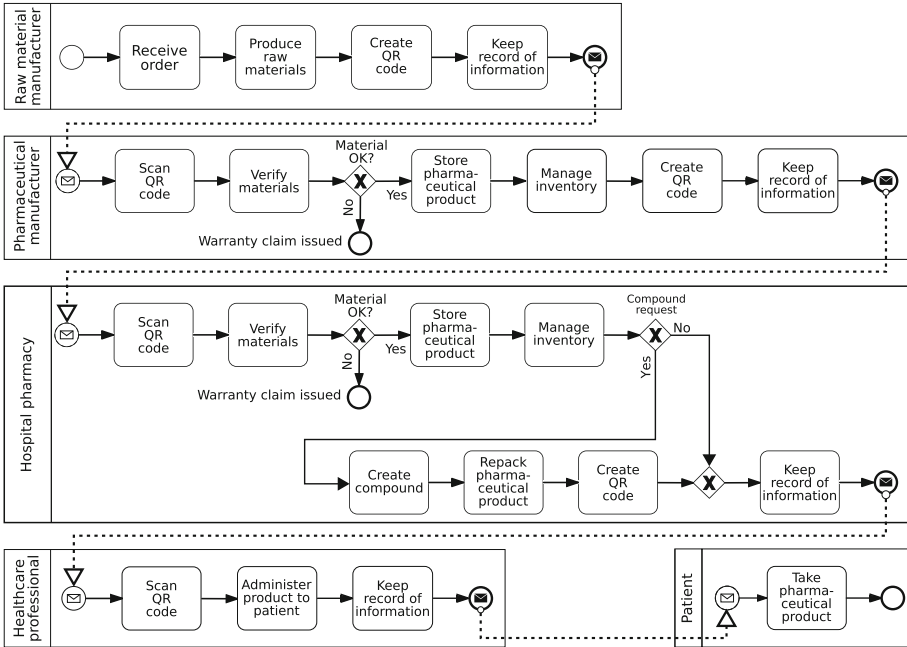 Raw material
manufacturer
Receive
order
Produce
raw
materials
Create
QR
code
Keep
record of
information
Pharmaceutical
manufacturer
Scan
QR
code
Verify
materials
Material
OK?
No
Yes
Warranty claim issued
Store
pharma-
ceutical
product
Manage
inventory
Create
QR
code
Keep
record of
information
Hospital pharmacy
Scan
QR
code
Verify
materials
Material
OK?
No
Yes
Warranty claim issued
Store
pharma-
ceutical
product
Manage
inventory
Compound
request
No
Yes
Create
compound
Repack
pharma-
ceutical
product
Create
QR
code
Keep
record of
information
Healthcare
professional
Scan
QR
code
Administer
product to
patient
Keep
record of
information
Patient
Take
pharma-
ceutical
product